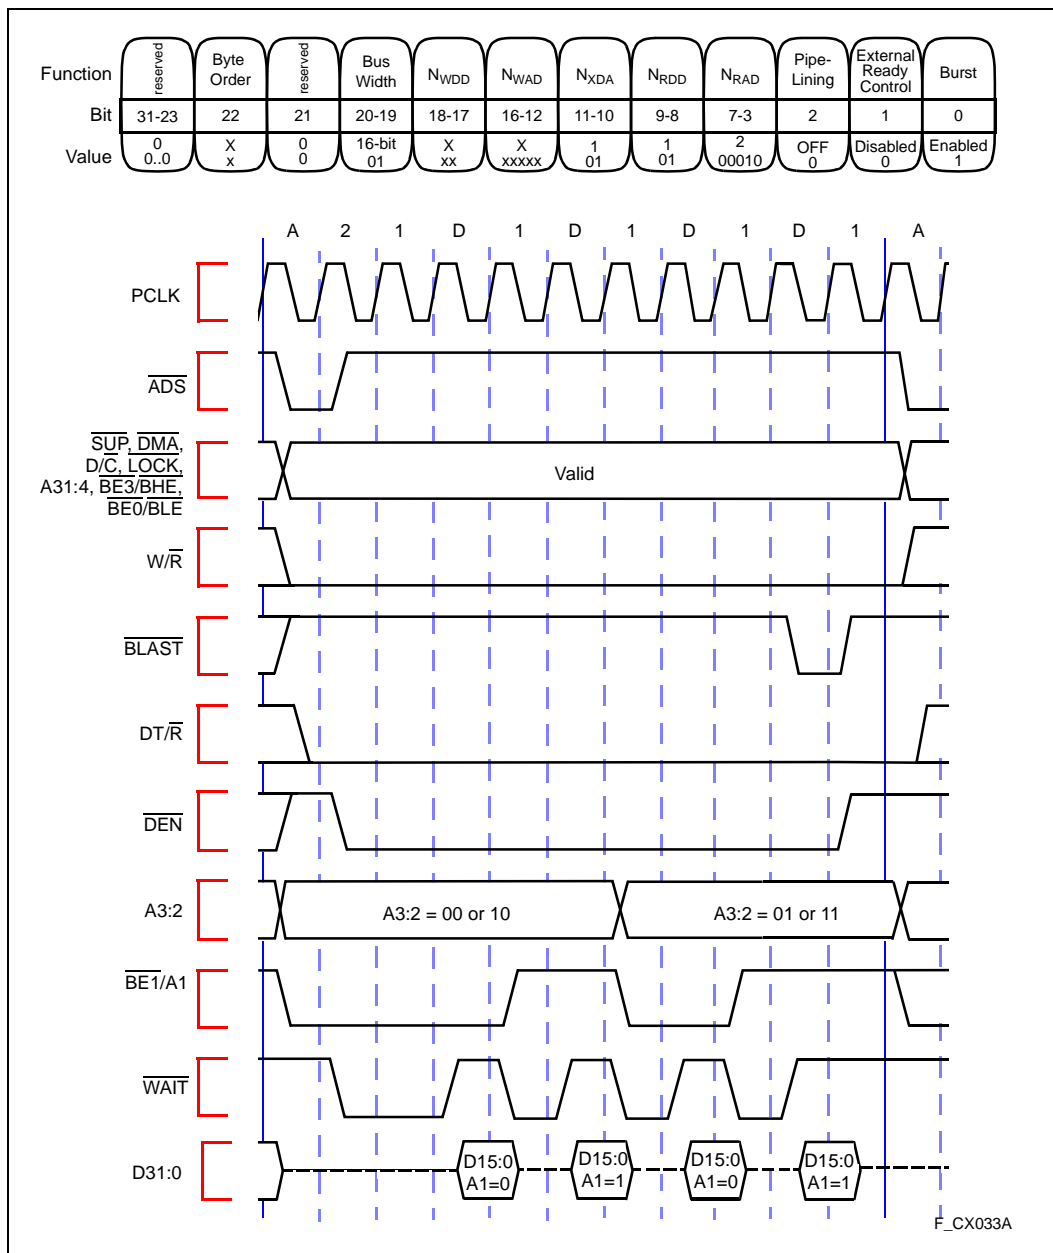 Function reserved Byte Order reserved Bus Width NWDD NWAD NXDA NRDD NRAD Pipe-Lining External Ready Control Burst
Bit 31-23 22 21 20-19 18-17 16-12 11-10 9-8 7-3 2 1 0
Value 0 0..0 X x 0 0 16-bit 01 X xx X xxxxx 1 01 1 01 2 00010 OFF 0 Disabled 0 Enabled 1
A 2 1 D 1 D 1 D 1 D 1 A
PCLK
ADS
SUP, DMA,
D/C, LOCK,
A31:4, BE3/BHE,
BE0/BLE
Valid
W/R
BLAST
DT/R
DEN
A3:2 A3:2 = 00 or 10 A3:2 = 01 or 11
BE1/A1
WAIT
D31:0
D15:0 D15:0 D15:0 D15:0
A1=0 A1=1 A1=0 A1=1
F_CX033A